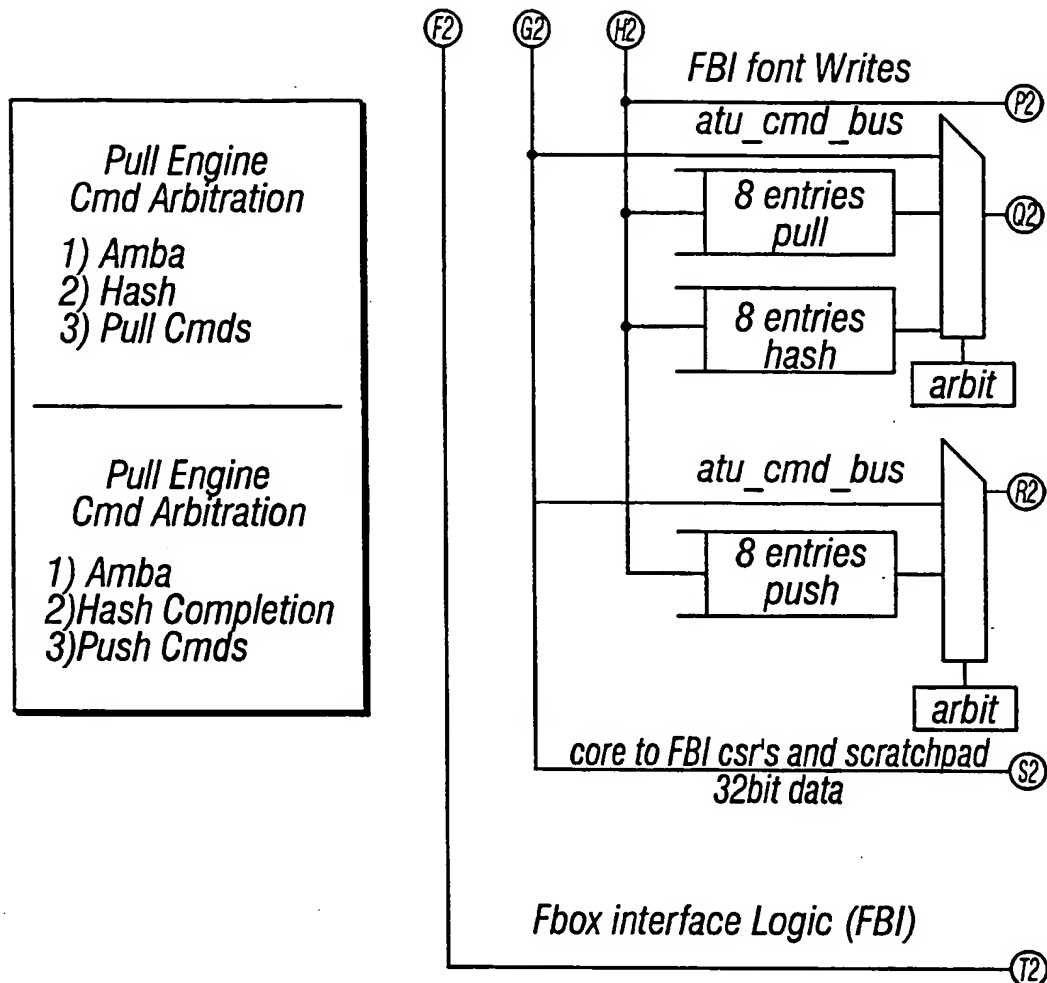 F2 G2 H2
FBI font Writes
P2
atu_cmd_bus
8 entries
pull
Q2
8 entries
hash
arbit
atu_cmd_bus
R2
8 entries
push
arbit
core to FBI csr's and scratchpad
S2
32bit data
Fbox interface Logic (FBI)
T2
Pull Engine
Cmd Arbitration
1) Amba
2) Hash
3) Pull Cmds
Pull Engine
Cmd Arbitration
1) Amba
2)Hash Completion
3)Push Cmds